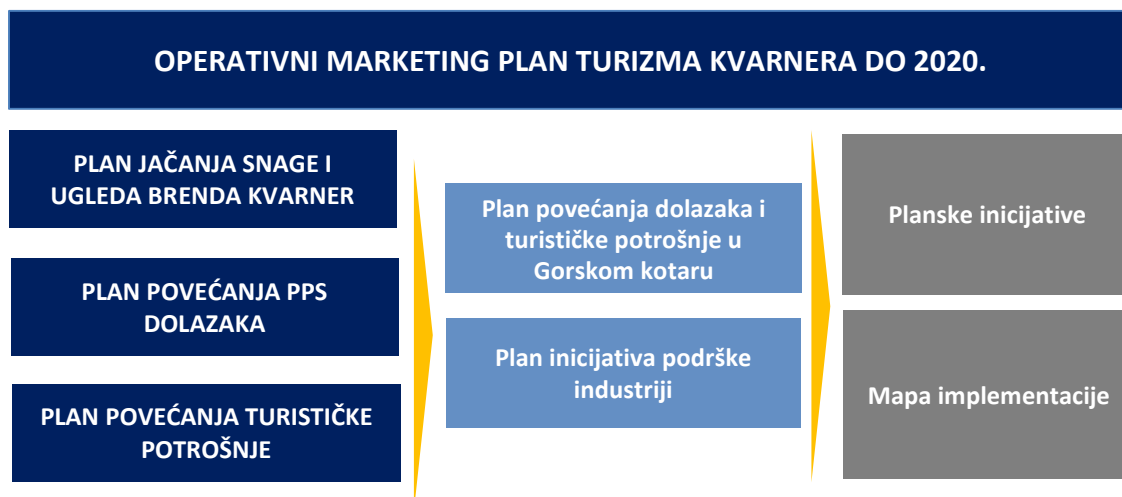 OPERATIVNI MARKETING PLAN TURIZMA KVARNERA DO 2020.
PLAN JAČANJA SNAGE I
UGLEDA BRENDA KVARNER
PLAN POVEĆANJA PPS
DOLAZAKA
PLAN POVEĆANJA TURISTIČKE
POTROŠNJE
Plan povećanja dolazaka i
turističke potrošnje u
Gorskom kotaru
Plan inicijativa podrške
industriji
Planske inicijative
Mapa implementacije